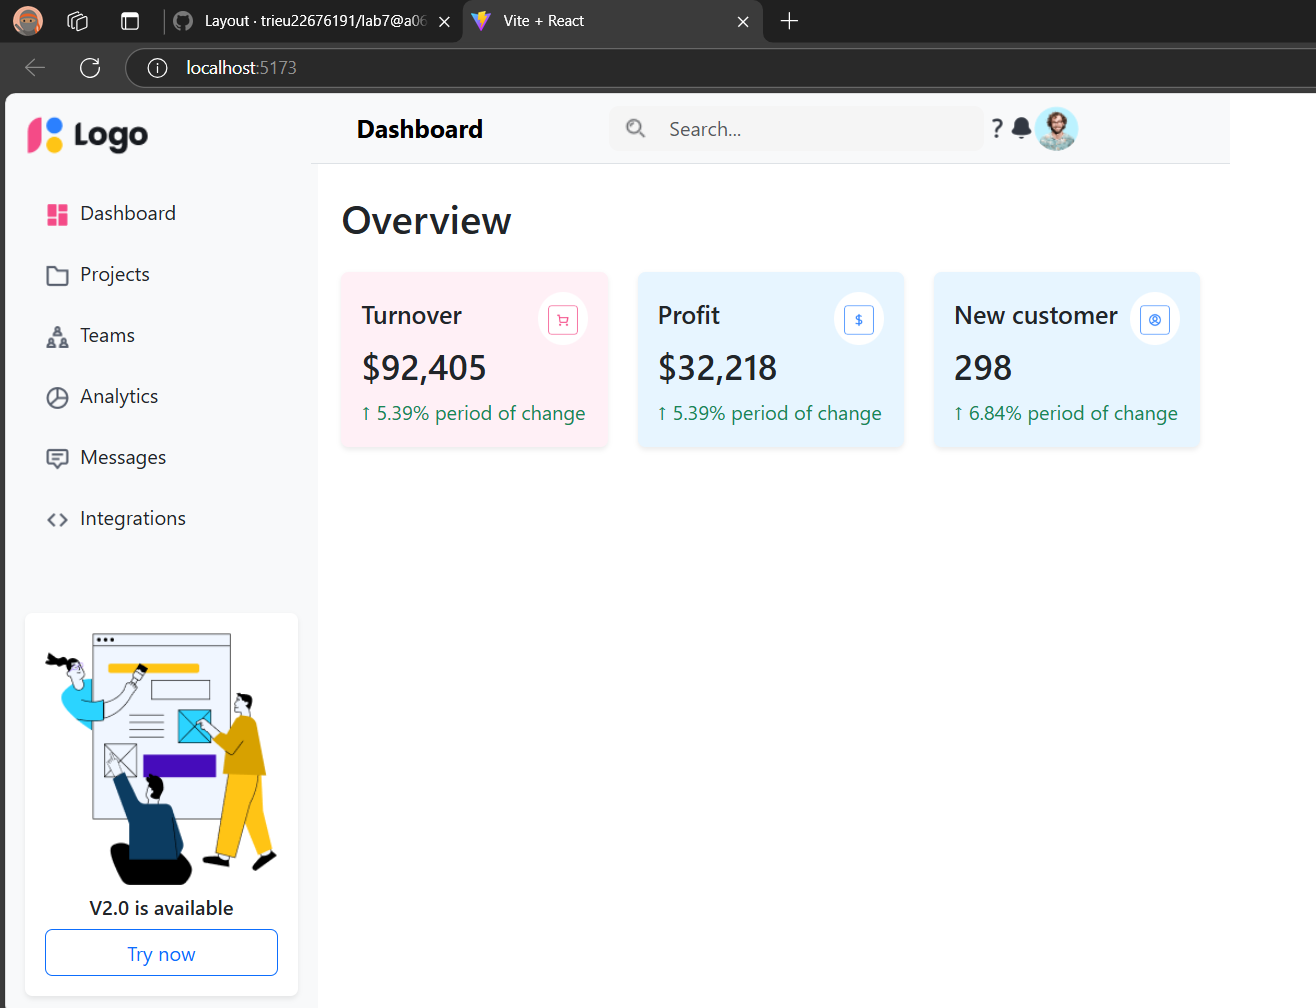 Layout · trieu22676191/lab7@a06
Vite + React
localhost:5173
Logo
Dashboard
Search...
?
Dashboard
Projects
Teams
Analytics
Messages
Integrations
Overview
Turnover
$92,405
↑ 5.39% period of change
Profit
$
$32,218
↑ 5.39% period of change
New customer
298
↑ 6.84% period of change
V2.0 is available
Try now